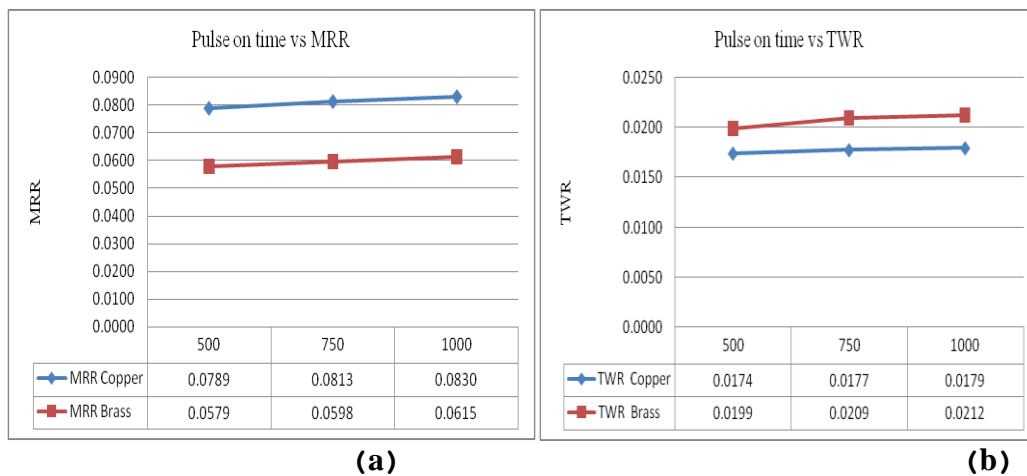 Pulse on time vs MRR
0.0900
0.0800
0.0700
0.0600
0.0500
0.0400
0.0300
0.0200
0.0100
0.0000
MRR
500 750 1000
MRR Copper 0.0789 0.0813 0.0830
MRR Brass 0.0579 0.0598 0.0615
(a)
Pulse on time vs TWR
0.0250
0.0200
0.0150
0.0100
0.0050
0.0000
TWR
500 750 1000
TWR Copper 0.0174 0.0177 0.0179
TWR Brass 0.0199 0.0209 0.0212
(b)